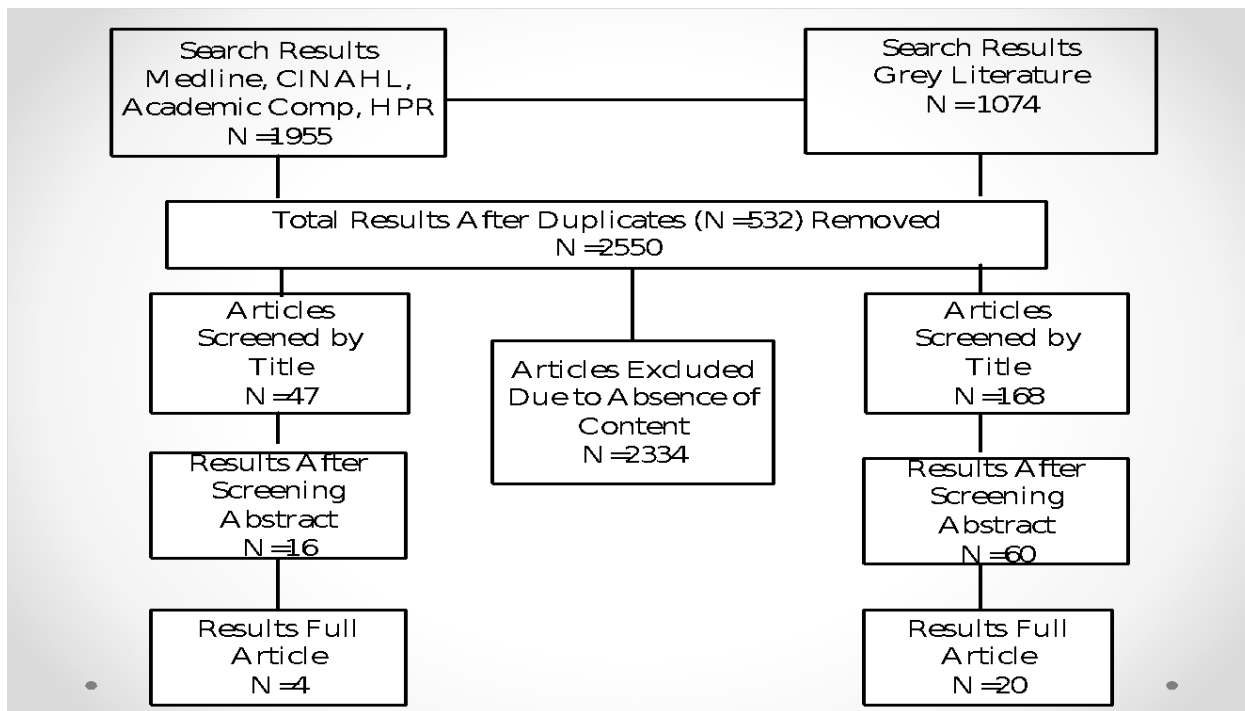 Search Results
Medline, CINAHL,
Academic Comp, HPR
N =1955
Search Results
Grey Literature
N = 1074
Total Results After Duplicates (N =532) Removed
N =2550
Articles
Screened by
Title
N =47
Articles Excluded
Due to Absence of
Content
N =2334
Articles
Screened by
Title
N =168
Results After
Screening
Abstract
N =16
Results After
Screening
Abstract
N =60
Results Full
Article
N =4
Results Full
Article
N =20